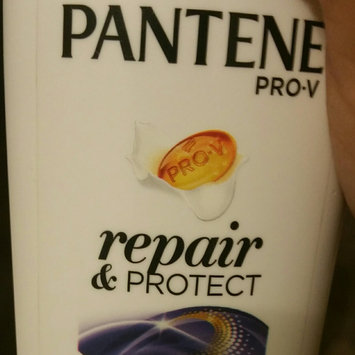 PANTENE
PRO-V
PRO-V
repair
& PROTECT